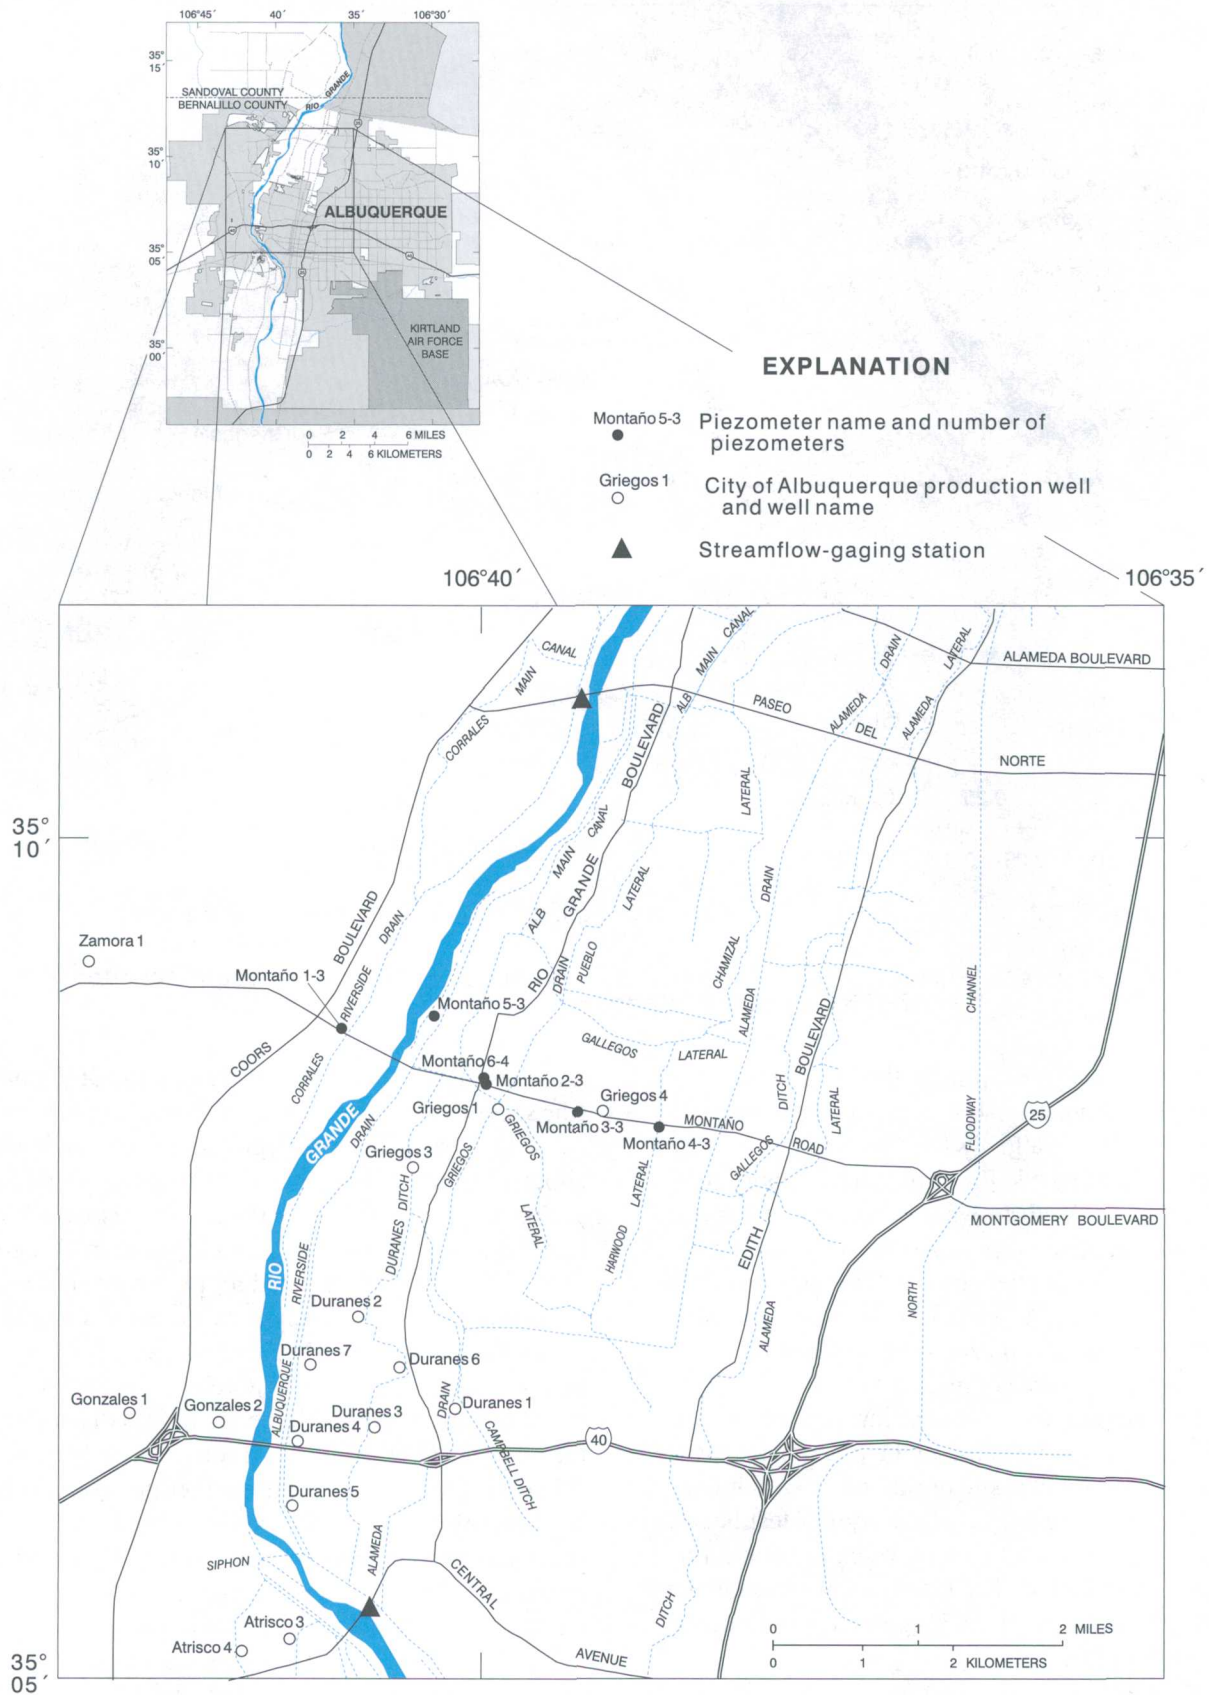 106°45´ 40´ 35´ 106°30´
35°
15´
SANDOVAL COUNTY
BERNALILLO COUNTY
RIO GRANDE
35°
10´
ALBUQUERQUE
35°
05´
KIRTLAND
AIR FORCE
BASE
35°
00´
0 2 4 6 MILES
0 2 4 6 KILOMETERS
EXPLANATION
Montaño 5-3 Piezometer name and number of
piezometers
Griegos 1 City of Albuquerque production well
and well name
Streamflow-gaging station
106°40´ 106°35´
CORRALES MAIN CANAL
ALB MAIN CANAL
ALAMEDA DRAIN
ALAMEDA LATERAL
ALAMEDA BOULEVARD
PASEO DEL NORTE
RIO GRANDE BOULEVARD
LATERAL
35°
10´
ALB MAIN CANAL
PUEBLO LATERAL
DRAIN
CHAMIZAL
COORS BOULEVARD
CORRALES RIVERSIDE DRAIN
Zamora 1
Montaño 1-3
Montaño 5-3
DRAIN
ALAMEDA
EDITH BOULEVARD
CHANNEL
FLOODWAY
NORTH
GALLEGOS LATERAL
Montaño 6-4
Montaño 2-3
Griegos 1
Griegos 4
Montaño 3-3
Montaño 4-3
MONTAÑO ROAD
GALLEGOS DITCH
LATERAL
25
RIO GRANDE
DRAIN
Griegos 3
GRIEGOS
GRIEGOS LATERAL
HARWOOD LATERAL
MONTGOMERY BOULEVARD
DURANES DITCH
ALBUQUERQUE RIVERSIDE
Duranes 2
ALAMEDA
Duranes 7
Duranes 6
Gonzales 1
Gonzales 2
Duranes 3
Duranes 4
DRAIN
Duranes 1
CAMPBELL DITCH
40
Duranes 5
SIPHON
ALAMEDA
CENTRAL AVENUE
DITCH
Atrisco 3
Atrisco 4
35°
05´
0 1 2 MILES
0 1 2 KILOMETERS